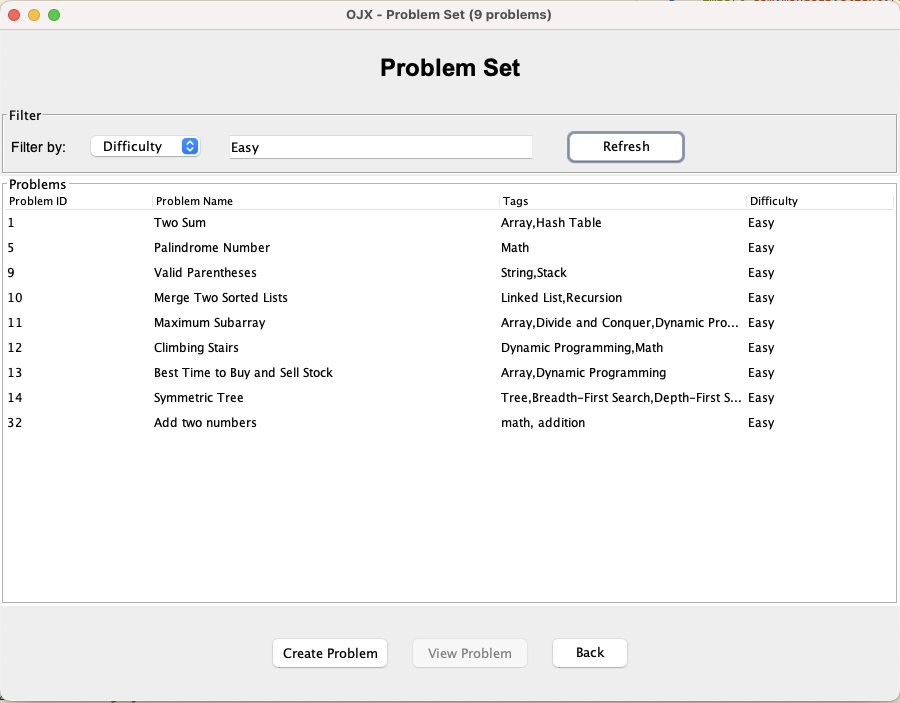 OJX - Problem Set (9 problems)
Problem Set
Filter
Filter by: Difficulty Easy Refresh
Problems
Problem ID Problem Name Tags Difficulty
1 Two Sum Array,Hash Table Easy
5 Palindrome Number Math Easy
9 Valid Parentheses String,Stack Easy
10 Merge Two Sorted Lists Linked List,Recursion Easy
11 Maximum Subarray Array,Divide and Conquer,Dynamic Pro... Easy
12 Climbing Stairs Dynamic Programming,Math Easy
13 Best Time to Buy and Sell Stock Array,Dynamic Programming Easy
14 Symmetric Tree Tree,Breadth-First Search,Depth-First S... Easy
32 Add two numbers math, addition Easy
Create Problem View Problem Back